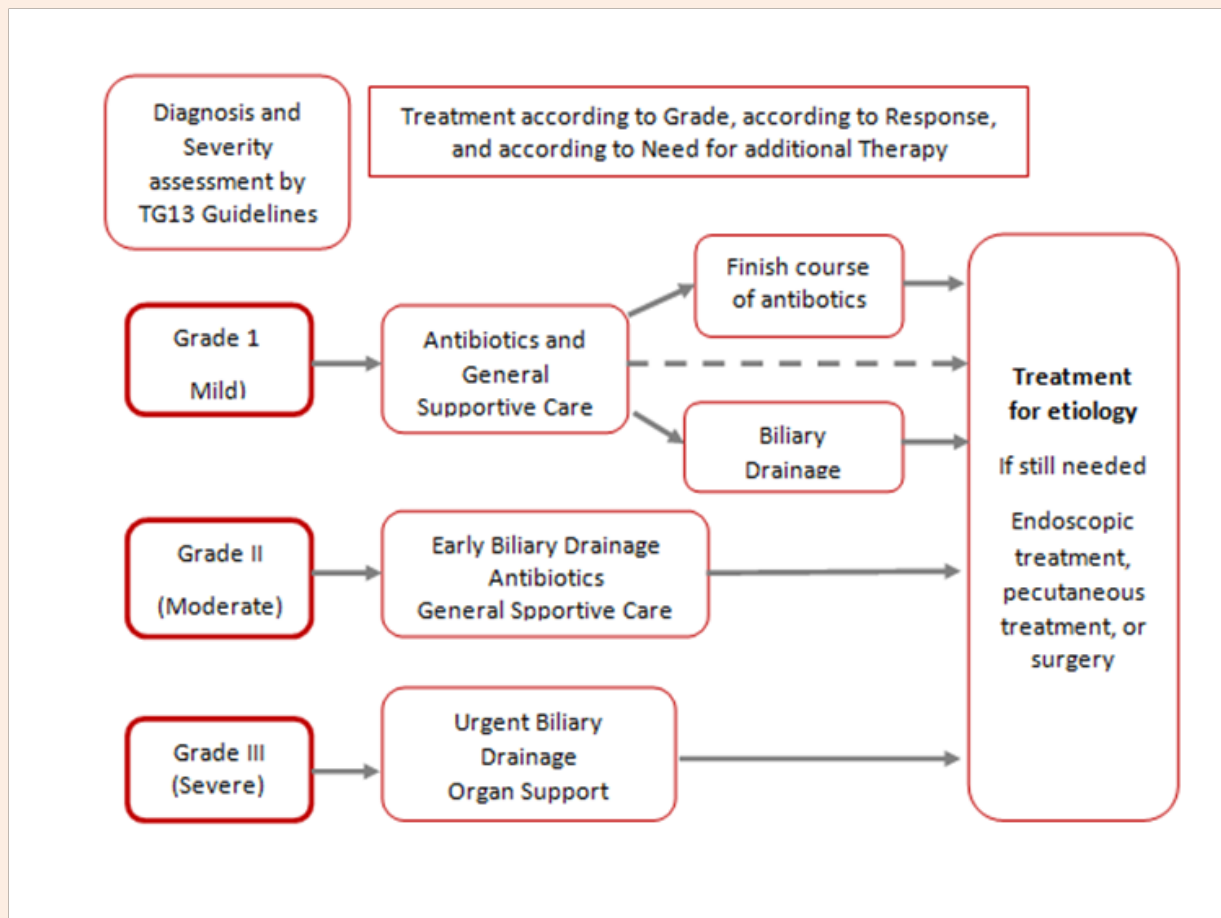 Diagnosis and
Severity
assessment by
TG13 Guidelines
Treatment according to Grade, according to Response,
and according to Need for additional Therapy
Grade 1
Mild)
Antibiotics and
General
Supportive Care
Finish course
of antibotics
Biliary
Drainage
Grade II
(Moderate)
Early Biliary Drainage
Antibiotics
General Spportive Care
Grade III
(Severe)
Urgent Biliary
Drainage
Organ Support
Treatment
for etiology
If still needed
Endoscopic
treatment,
pecutaneous
treatment, or
surgery